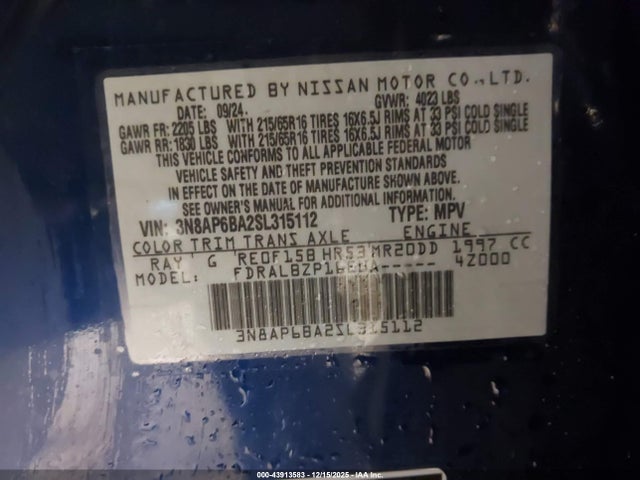 MANUFACTURED BY NISSAN MOTOR CO.,LTD.
DATE: 09/24. GVWR: 4023 LBS
GAWR FR: 2205 LBS WITH 215/65R16 TIRES 16X6.5J RIMS AT 33 PSI COLD SINGLE
GAWR RR: 1830 LBS WITH 215/65R16 TIRES 16X6.5J RIMS AT 33 PSI COLD SINGLE
THIS VEHICLE CONFORMS TO ALL APPLICABLE FEDERAL MOTOR
VEHICLE SAFETY AND THEFT PREVENTION STANDARDS
IN EFFECT ON THE DATE OF MANUFACTURE SHOWN ABOVE.
SEE OWNER'S MANUAL FOR ADDITIONAL INFORMATION.
VIN: 3N8AP6BA2SL315112 TYPE: MPV
COLOR TRIM TRANS AXLE ENGINE
RAY G RE0F15B HR53 MR20DD 1997 CC
MODEL: 4Z000
3N8AP6BA2SL315112
000-43913583 - 12/15/2025 - IAA Corp.